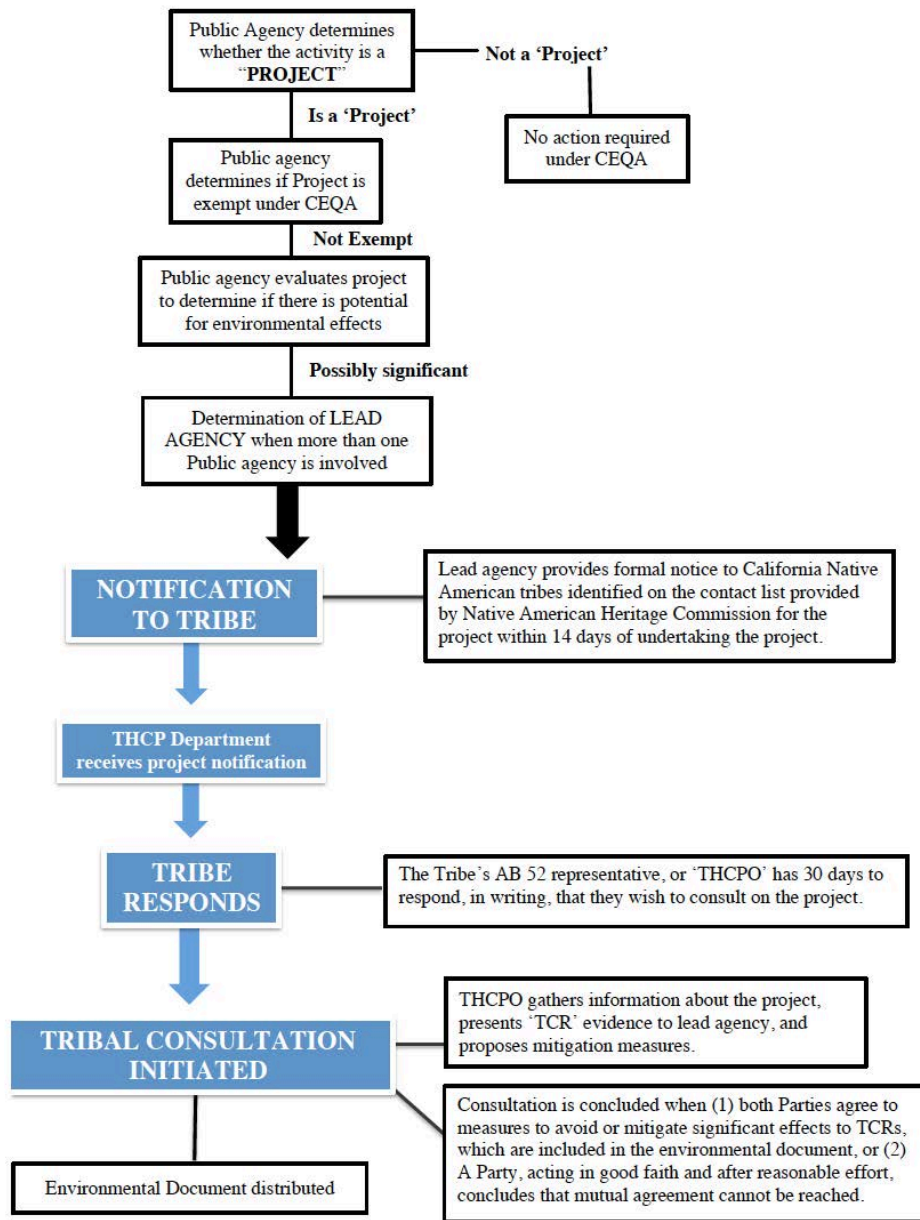 Public Agency determines
whether the activity is a
“PROJECT”
Not a ‘Project’
Is a ‘Project’
No action required
under CEQA
Public agency
determines if Project is
exempt under CEQA
Not Exempt
Public agency evaluates project
to determine if there is potential
for environmental effects
Possibly significant
Determination of LEAD
AGENCY when more than one
Public agency is involved
NOTIFICATION
TO TRIBE
Lead agency provides formal notice to California Native
American tribes identified on the contact list provided
by Native American Heritage Commission for the
project within 14 days of undertaking the project.
THCP Department
receives project notification
TRIBE
RESPONDS
The Tribe’s AB 52 representative, or ‘THCPO’ has 30 days to
respond, in writing, that they wish to consult on the project.
TRIBAL CONSULTATION
INITIATED
THCPO gathers information about the project,
presents ‘TCR’ evidence to lead agency, and
proposes mitigation measures.
Consultation is concluded when (1) both Parties agree to
measures to avoid or mitigate significant effects to TCRs,
which are included in the environmental document, or (2)
A Party, acting in good faith and after reasonable effort,
concludes that mutual agreement cannot be reached.
Environmental Document distributed